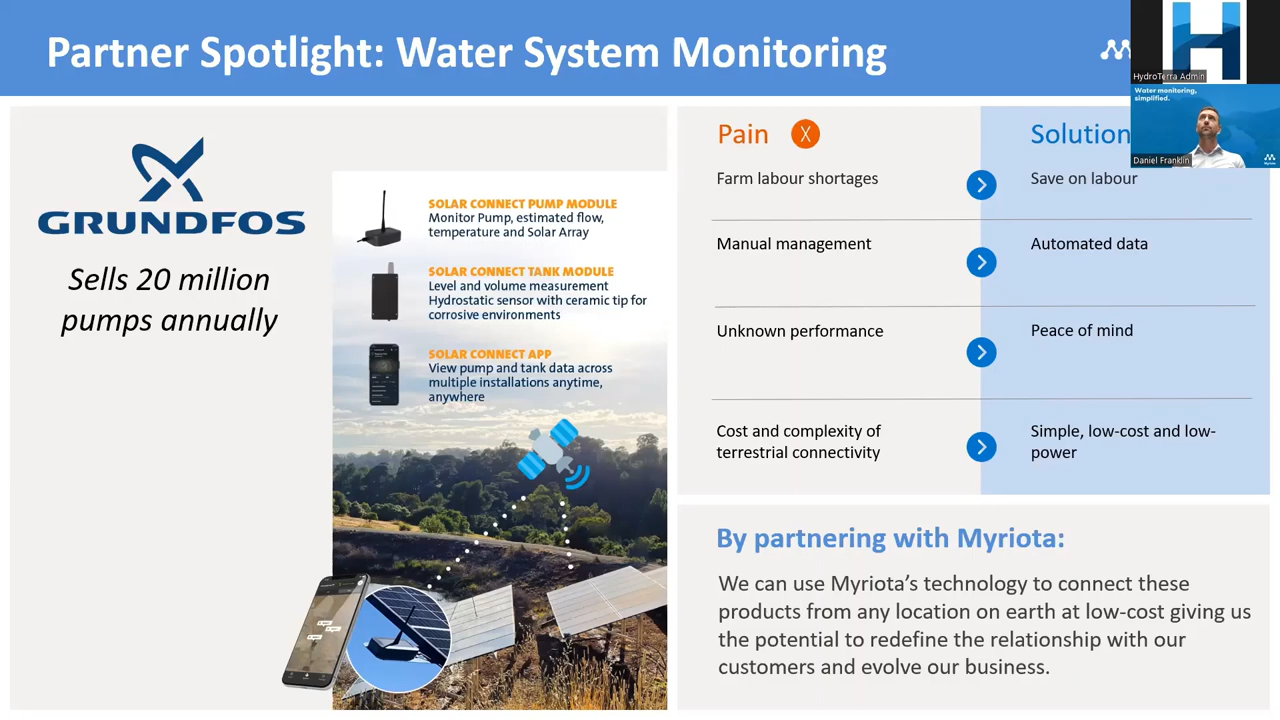 Partner Spotlight: Water System Monitoring
HydroTerra Admin
Water monitoring,
simplified.
Daniel Franklin
GRUNDFOS
Sells 20 million
pumps annually
SOLAR CONNECT PUMP MODULE
Monitor Pump, estimated flow,
temperature and Solar Array
SOLAR CONNECT TANK MODULE
Level and volume measurement
Hydrostatic sensor with ceramic tip for
corrosive environments
SOLAR CONNECT APP
View pump and tank data across
multiple installations anytime,
anywhere
Pain X
Solution
Farm labour shortages
Save on labour
Manual management
Automated data
Unknown performance
Peace of mind
Cost and complexity of
terrestrial connectivity
Simple, low-cost and low-
power
By partnering with Myriota:
We can use Myriota’s technology to connect these
products from any location on earth at low-cost giving us
the potential to redefine the relationship with our
customers and evolve our business.